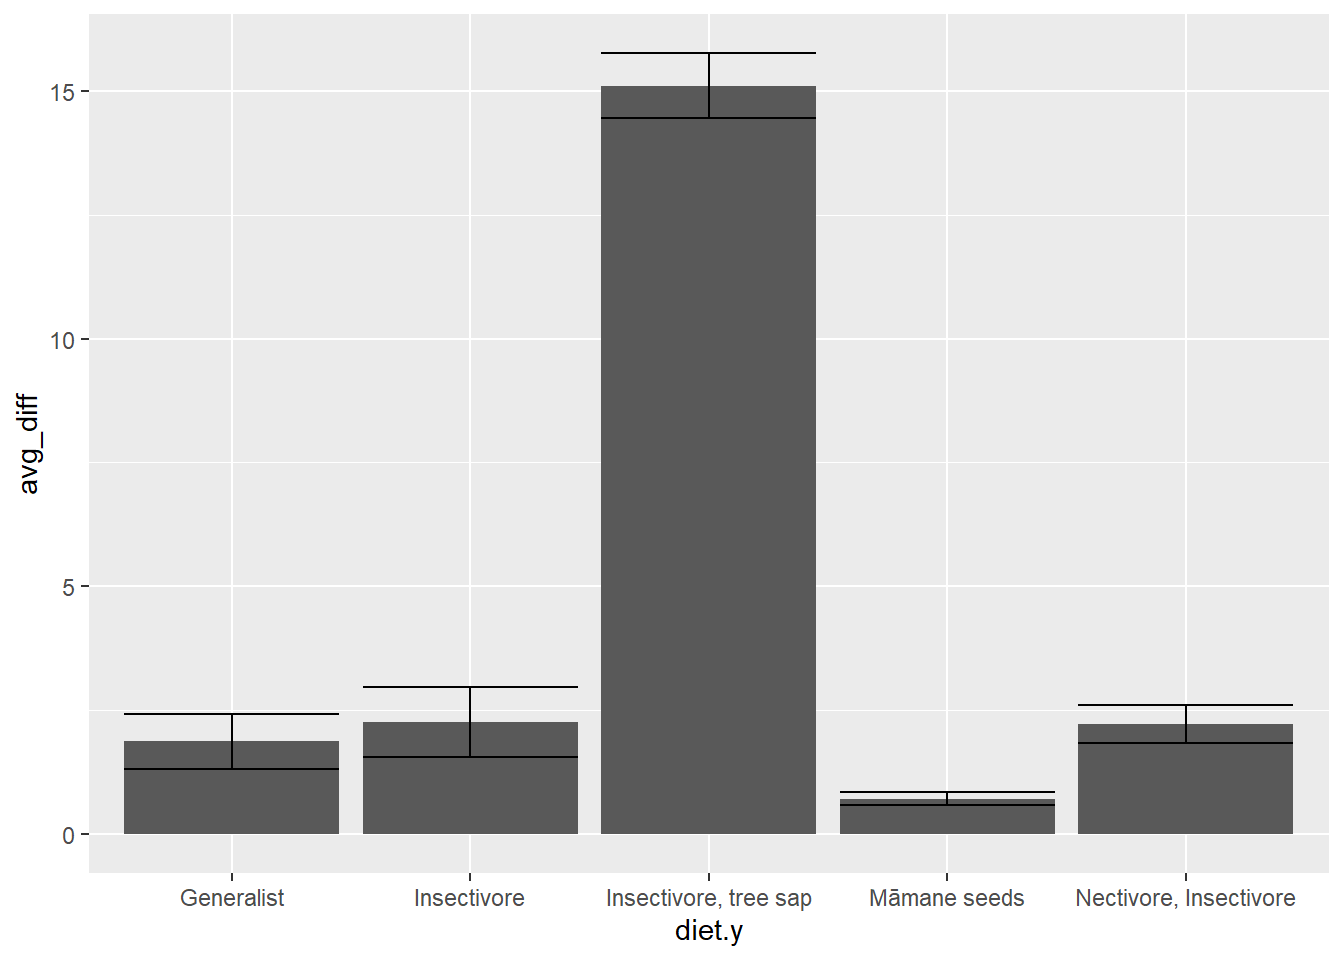 15
10
5
0
avg_diff
Generalist
Insectivore
Insectivore, tree sap
Māmane seeds
Nectivore, Insectivore
diet.y